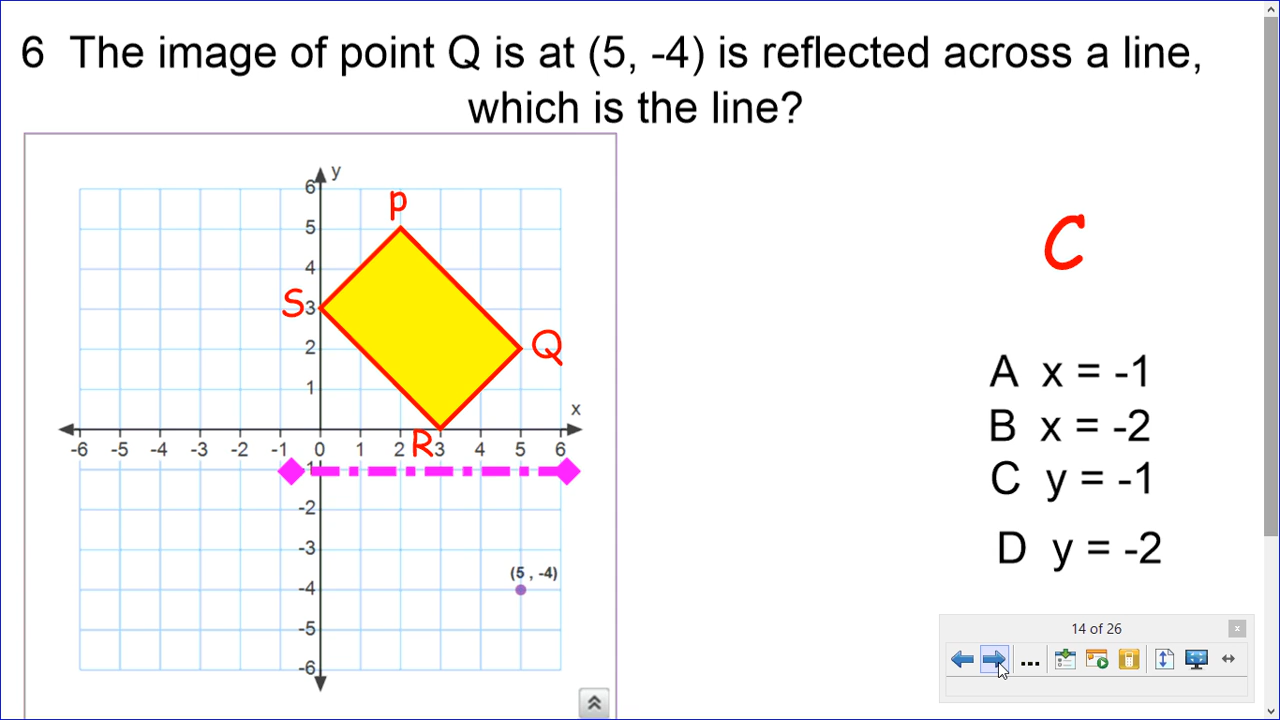 6 The image of point Q is at (5, -4) is reflected across a line,
which is the line?
y
6
P
5
4
S 3
2
Q
1
x
-6 -5 -4 -3 -2 -1 0 1 2 R 3 4 5 6
1
-2
-3
(5 , -4)
-4
-5
-6
C
A x = -1
B x = -2
C y = -1
D y = -2
14 of 26
x
...